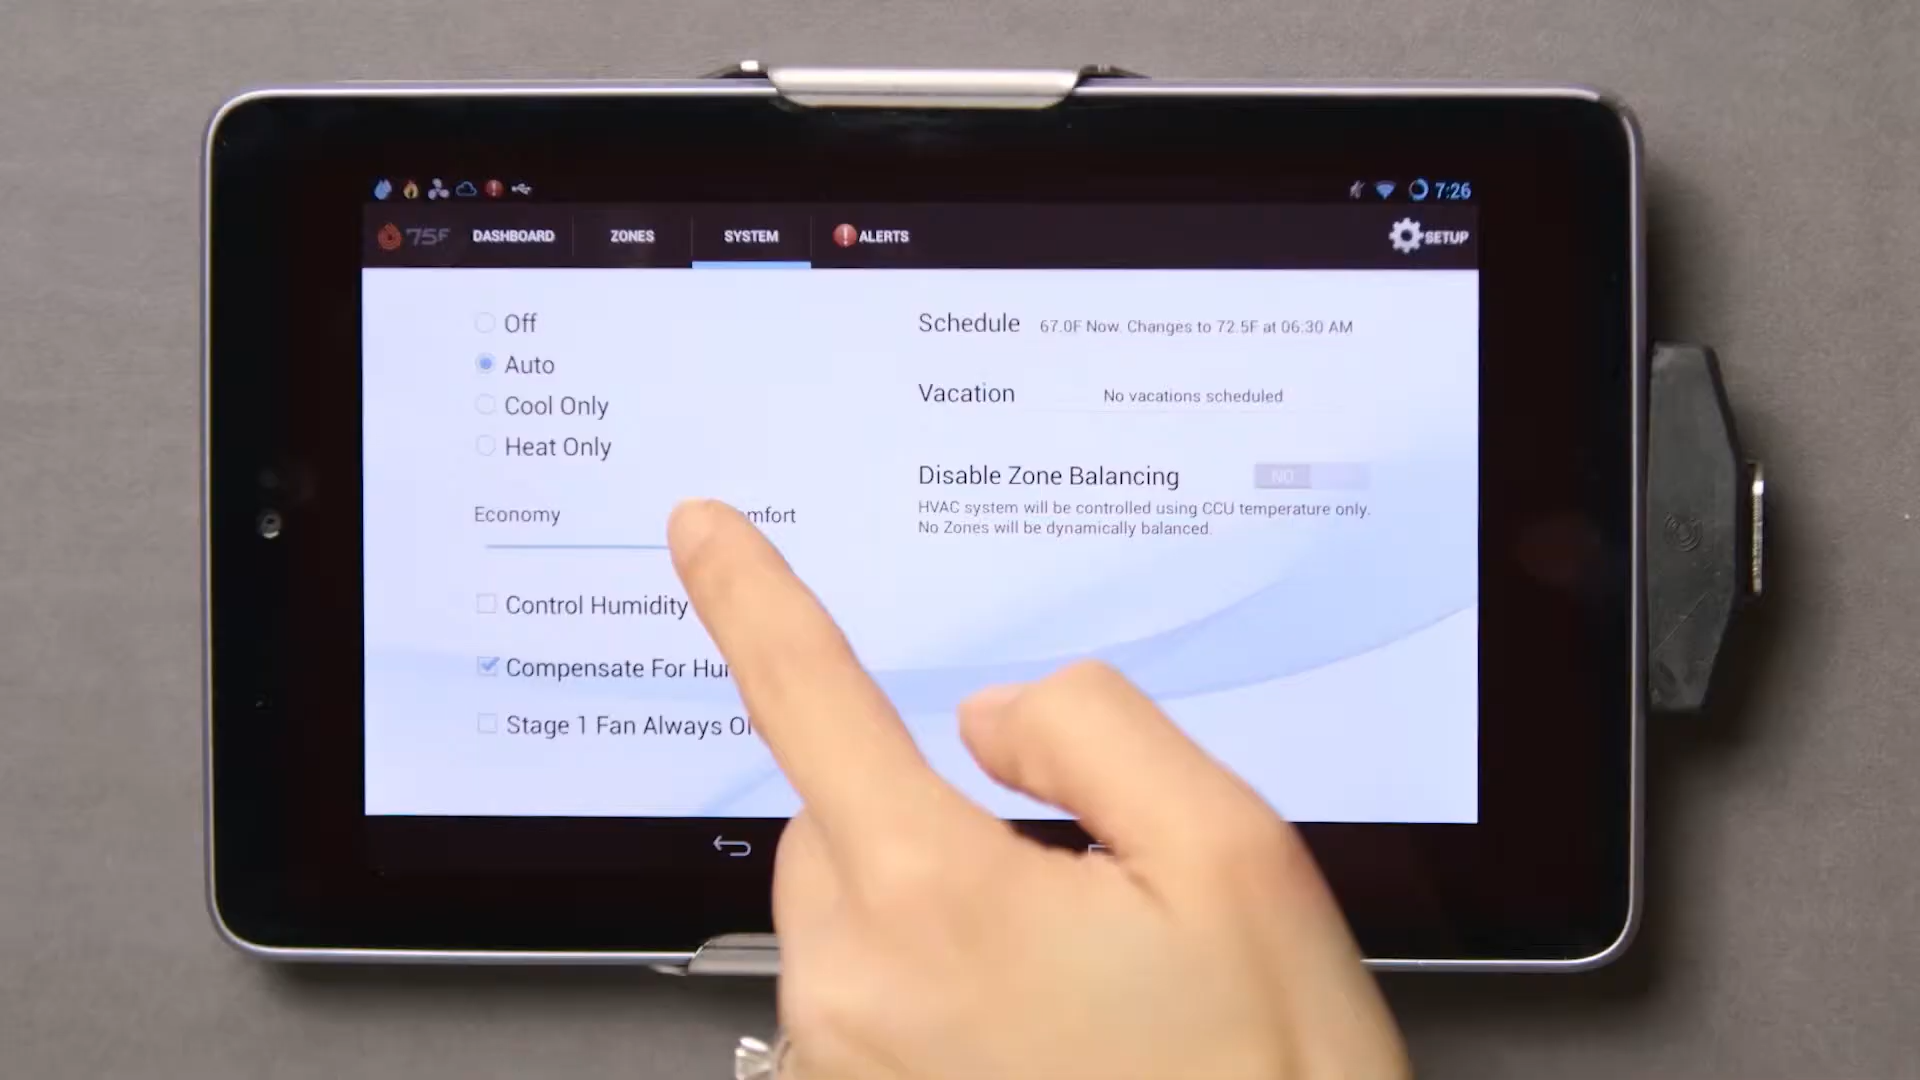 7:26
75F DASHBOARD ZONES SYSTEM ALERTS SETUP
Off
Auto
Cool Only
Heat Only
Economy omfort
Control Humidity
Compensate For Hu
Stage 1 Fan Always
Schedule 67.0F Now. Changes to 72.5F at 06:30 AM
Vacation No vacations scheduled
Disable Zone Balancing NO
HVAC system will be controlled using CCU temperature only.
No Zones will be dynamically balanced.